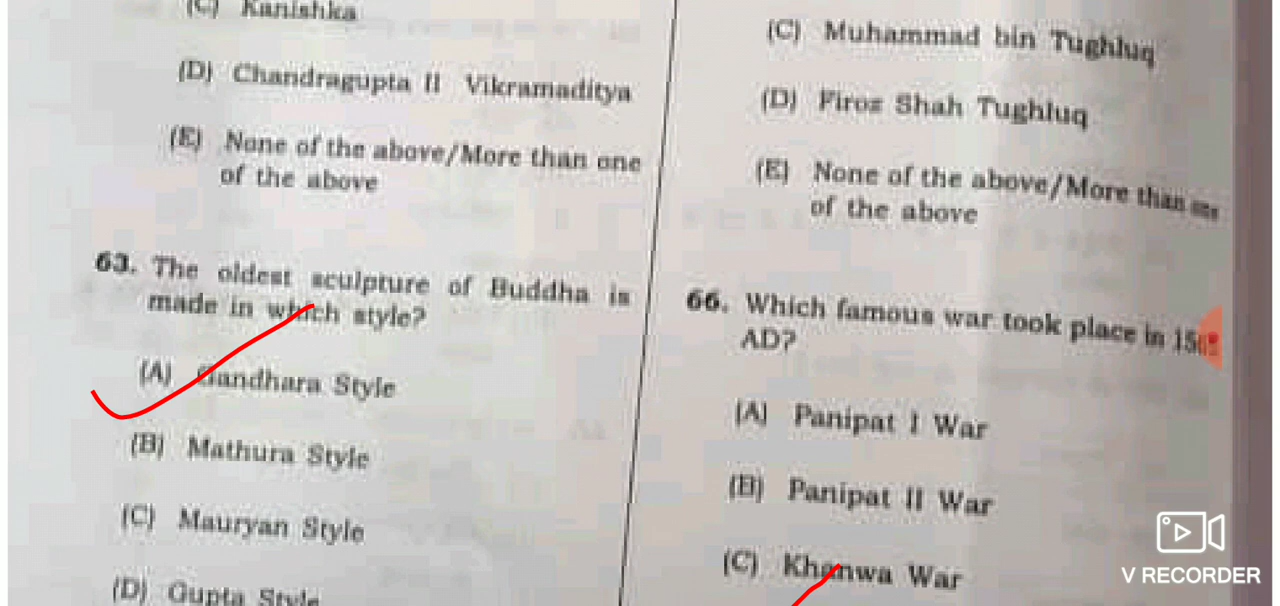 (C) Kanishka
(D) Chandragupta II Vikramaditya
(E) None of the above/More than one
of the above
63. The oldest sculpture of Buddha is
made in which style?
(A) Gandhara Style
(B) Mathura Style
(C) Mauryan Style
(D) Gupta Style
(C) Muhammad bin Tughluq
(D) Firoz Shah Tughluq
(E) None of the above/More than
of the above
66. Which famous war took place in
AD?
(A) Panipat I War
(B) Panipat II War
(C) Khanwa War
V RECORDER